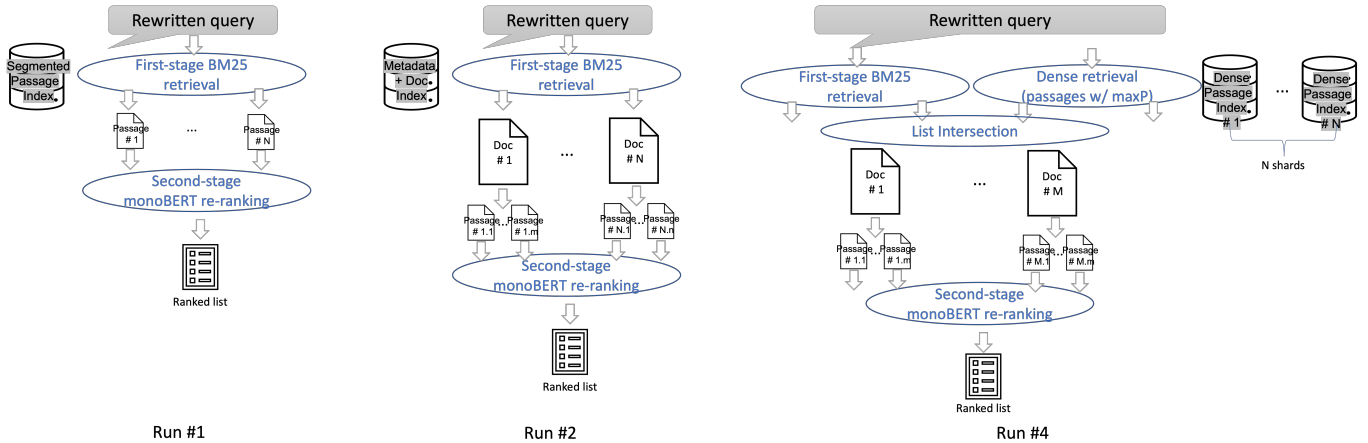 Rewritten query
Segmented
Passage
Index.
First-stage BM25
retrieval
Passage
# 1
...
Passage
# N
Second-stage
monoBERT re-ranking
Ranked list
Run #1
Rewritten query
Metadata
+ Doc.
Index.
First-stage BM25
retrieval
Doc
# 1
...
Doc
# N
Passage
# 1.1
...
Passage
# 1.m
Passage
# N.1
...
Passage
# N.n
Second-stage
monoBERT re-ranking
Ranked list
Run #2
Rewritten query
First-stage BM25
retrieval
Dense retrieval
(passages w/ maxP)
Dense
Passage
Index.
# 1
...
Dense
Passage
Index.
# N
N shards
List Intersection
Doc
# 1
...
Doc
# M
Passage
# 1.1
...
Passage
# 1.m
Passage
# M.1
...
Passage
# M.m
Second-stage
monoBERT re-ranking
Ranked list
Run #4